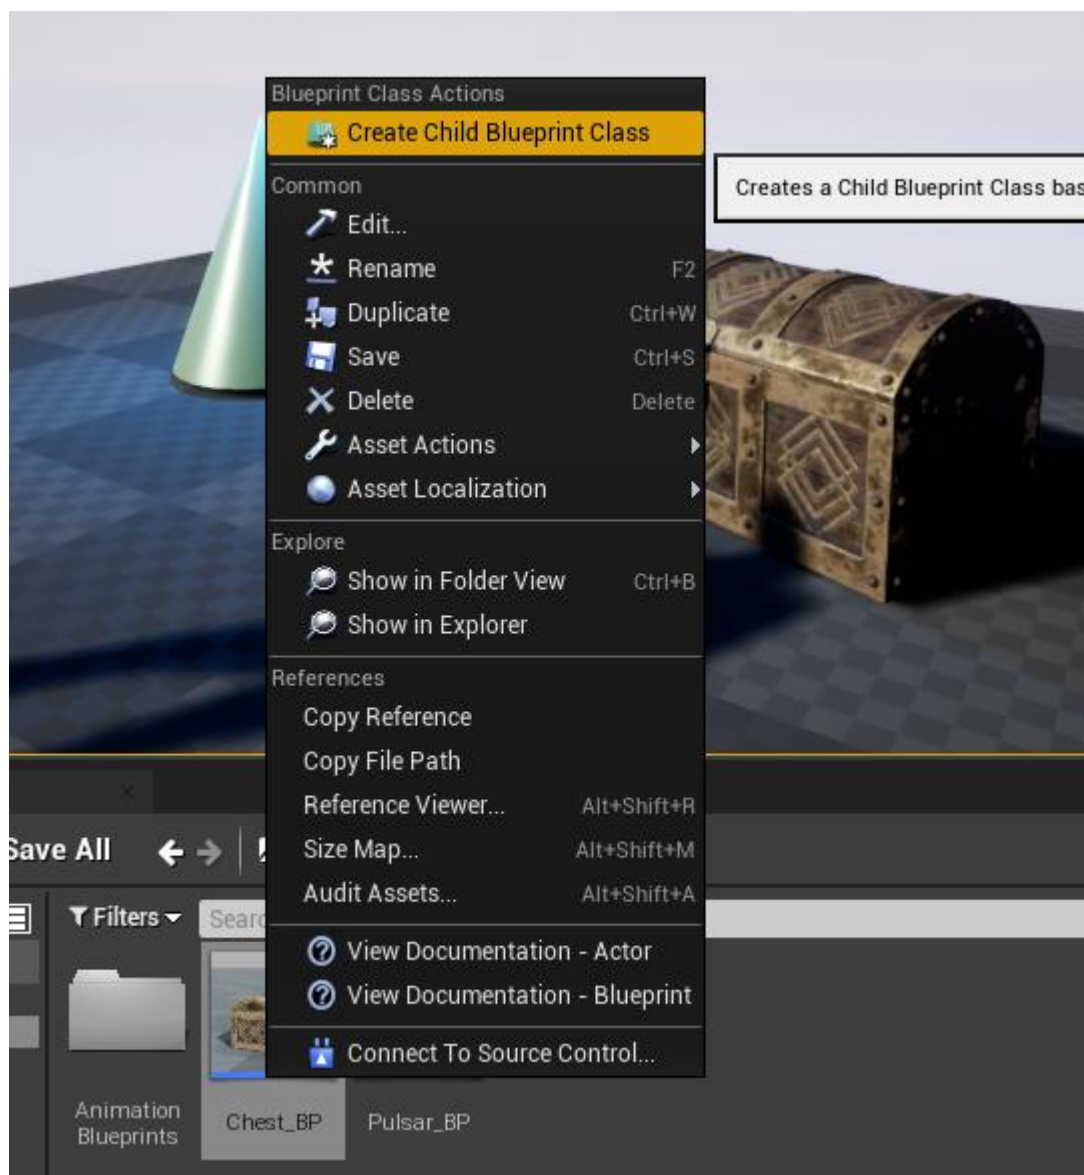 Blueprint Class Actions
Create Child Blueprint Class
Creates a Child Blueprint Class
Common
Edit...
Rename F2
Duplicate Ctrl+W
Save Ctrl+S
Delete Delete
Asset Actions
Asset Localization
Explore
Show in Folder View Ctrl+B
Show in Explorer
References
Copy Reference
Copy File Path
Reference Viewer... Alt+Shift+R
Size Map... Alt+Shift+M
Audit Assets... Alt+Shift+A
View Documentation - Actor
View Documentation - Blueprint
Connect To Source Control...
Save All
Filters
Animation
Blueprints
Chest_BP
Pulsar_BP